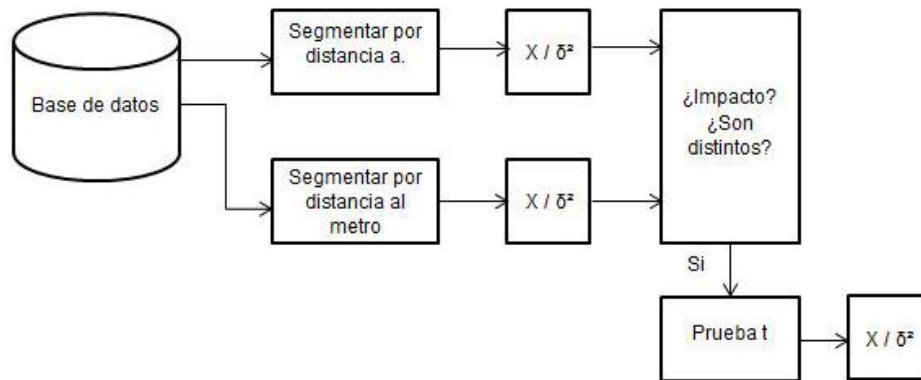 Base de datos
Segmentar por
distancia a.
X / δ²
Segmentar por
distancia al
metro
X / δ²
¿Impacto?
¿Son
distintos?
Si
Prueba t
X / δ²